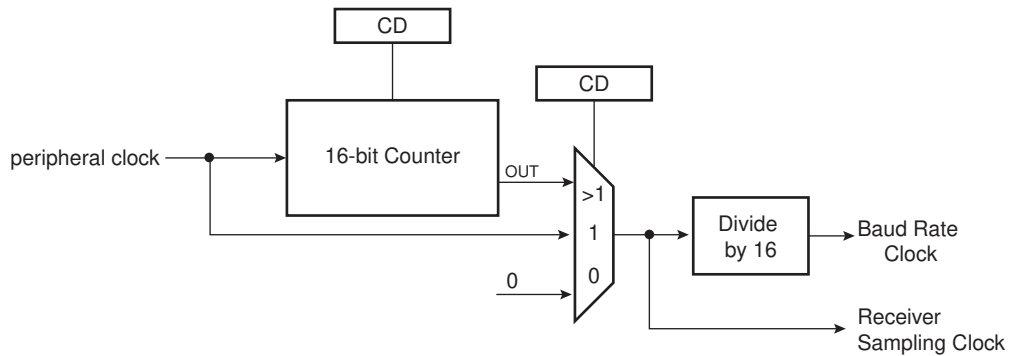 CD
CD
peripheral clock
16-bit Counter
OUT
>1
1
0
0
Divide
by 16
Baud Rate
Clock
Receiver
Sampling Clock